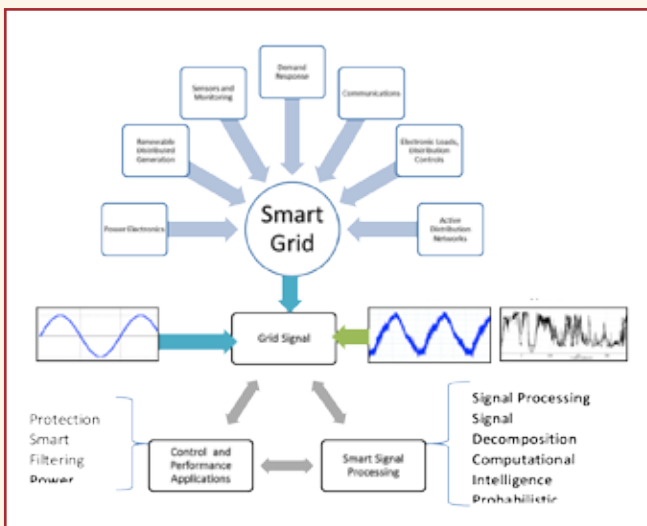 Demand
Response
Sensors and
Monitoring
Communications
Renewable
Distributed
Generation
Electronic Loads,
Distribution
Controls
Power Electronics
Smart
Grid
Active
Distribution
Networks
Grid Signal
Protection
Smart
Filtering
Power
Control and
Performance
Applications
Smart Signal
Processing
Signal Processing
Signal
Decomposition
Computational
Intelligence
Probabilistic